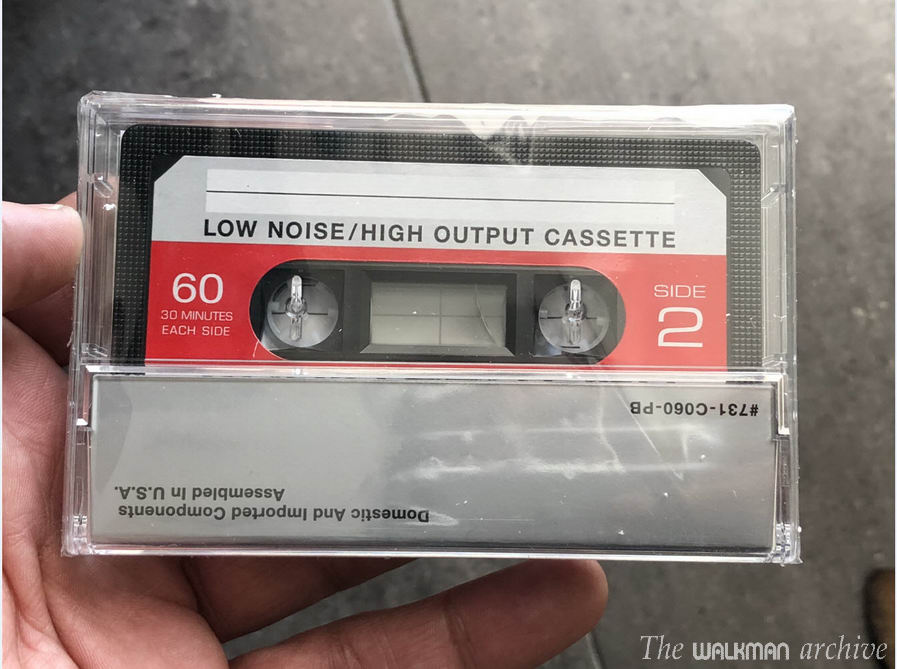 LOW NOISE/HIGH OUTPUT CASSETTE
60
30 MINUTES
EACH SIDE
SIDE
2
#731-C060-PB
Domestic And Imported Components
Assembled In U.S.A.
The WALKMAN archive